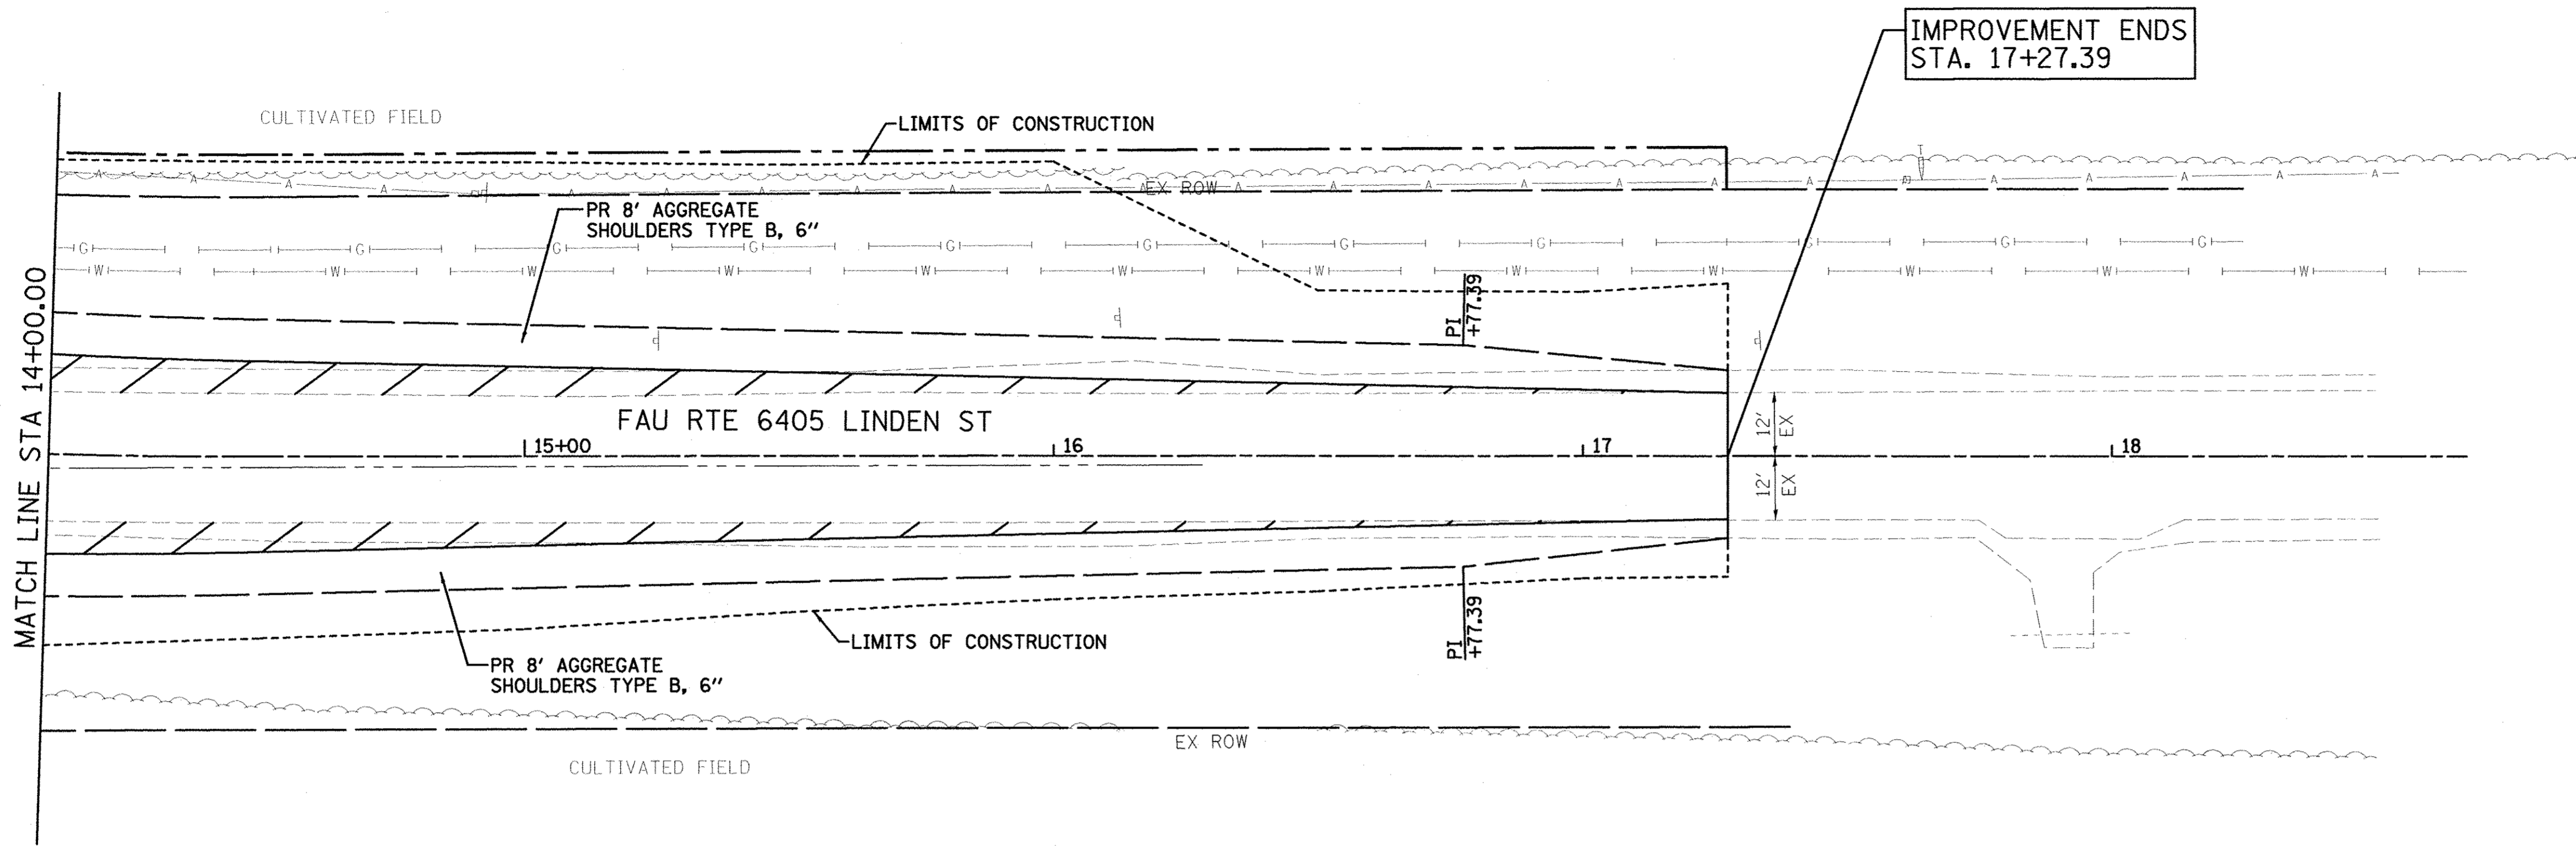 IMPROVEMENT ENDS
STA. 17+27.39
CULTIVATED FIELD
LIMITS OF CONSTRUCTION
A A A A A A A A A A A A A A A A A A A A A A A A
T
EX ROW
PR 8' AGGREGATE
SHOULDERS TYPE B, 6"
G G G G G G G G G G G
W W W W W W W W W W W W
MATCH LINE STA 14+00.00
PI
+77.39
FAU RTE 6405 LINDEN ST
12'
EX
15+00
16
17
18
12'
EX
PI
+77.39
LIMITS OF CONSTRUCTION
PR 8' AGGREGATE
SHOULDERS TYPE B, 6"
EX ROW
CULTIVATED FIELD